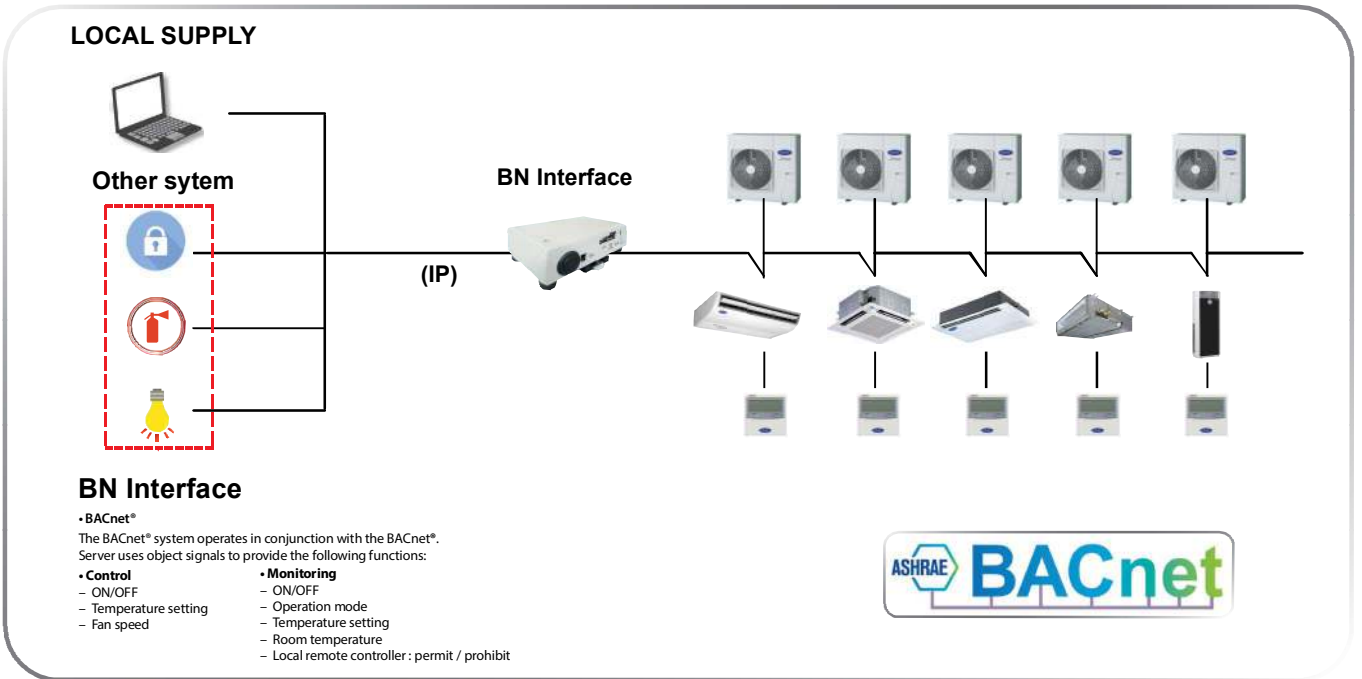 LOCAL SUPPLY
Other sytem
BN Interface
(IP)
BN Interface
• BACnet®
The BACnet® system operates in conjunction with the BACnet®.
Server uses object signals to provide the following functions:
• Control
– ON/OFF
– Temperature setting
– Fan speed
• Monitoring
– ON/OFF
– Operation mode
– Temperature setting
– Room temperature
– Local remote controller : permit / prohibit
ASHRAE BACnet